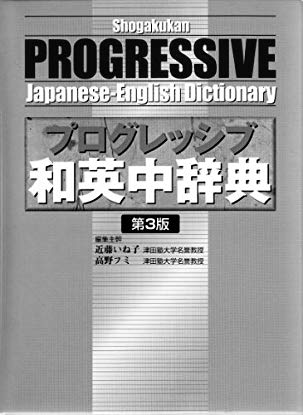 Shogakukan
PROGRESSIVE
Japanese-English Dictionary
プログレッシブ
和英中辞典
第3版
編集主幹
近藤いね子 津田塾大学名誉教授
高野フミ 津田塾大学名誉教授